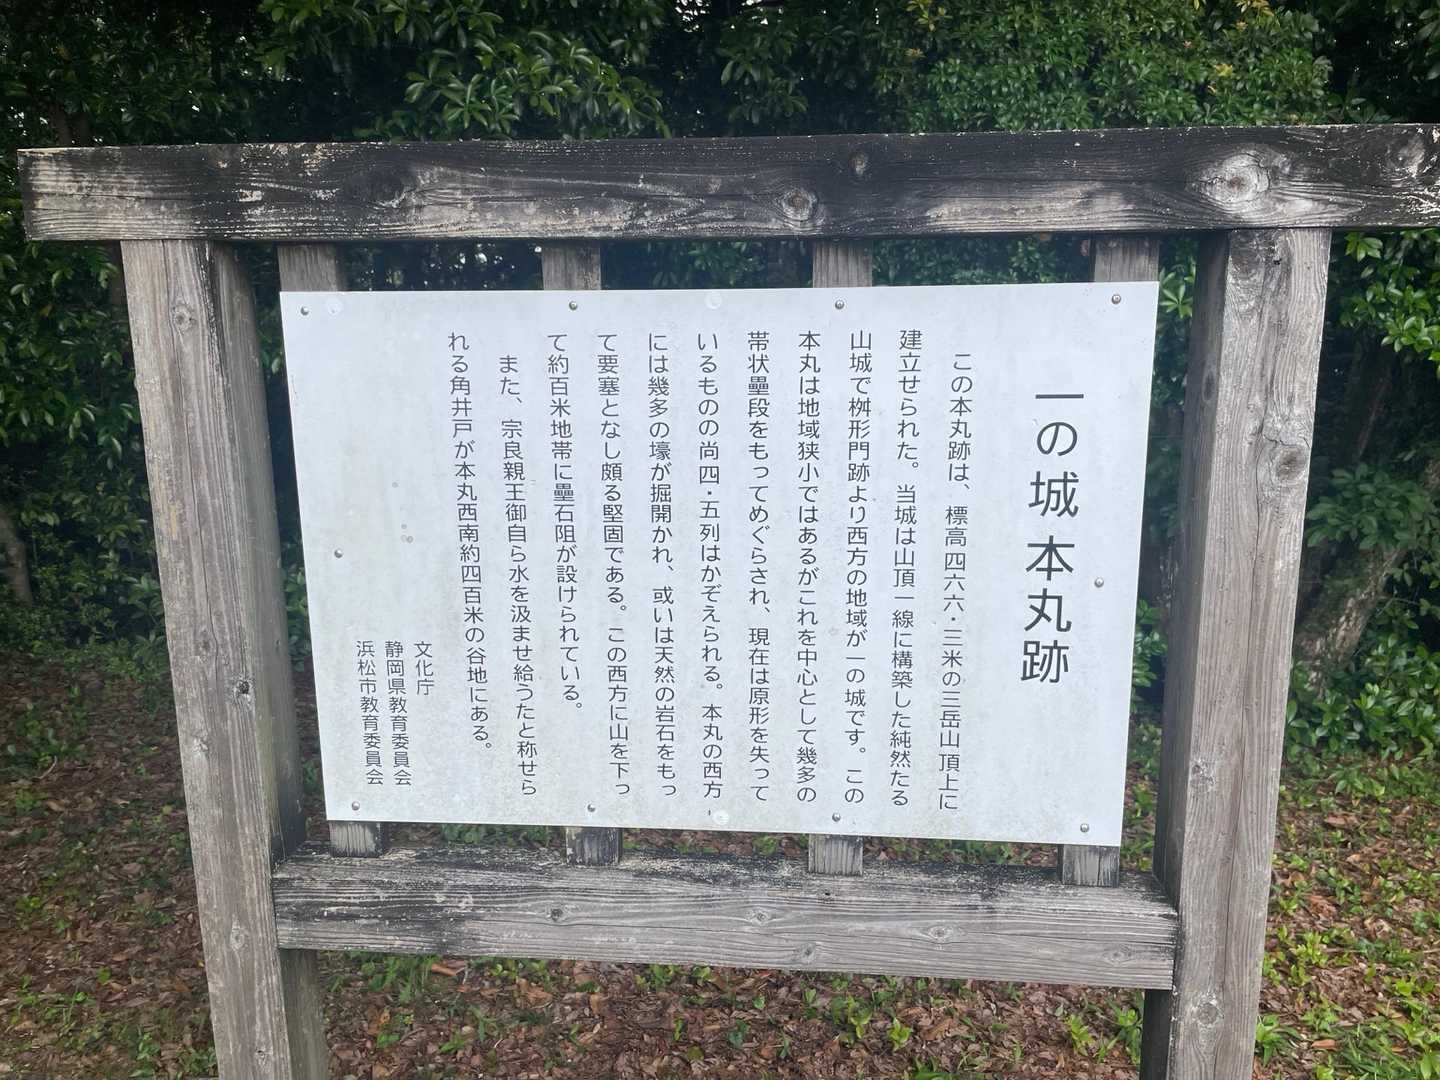 一の城 本丸跡
この本丸跡は、標高四六六・三米の三岳山頂上に
建立せられた。当城は山頂一線に構築した純然たる
山城で桝形門跡より西方の地域が一の城です。この
本丸は地域狭小ではあるがこれを中心として幾多の
帯状壘段をもってめぐらされ、現在は原形を失って
いるものの尚四・五列はかぞえられる。本丸の西方
には幾多の壕が掘開かれ、或いは天然の岩石をもっ
て要塞となし頗る堅固である。この西方に山を下っ
て約百米地帯に壘石阻が設けられている。
また、宗良親王御自ら水を汲ませ給うたと称せら
れる角井戸が本丸西南約四百米の谷地にある。
文化庁
静岡県教育委員会
浜松市教育委員会